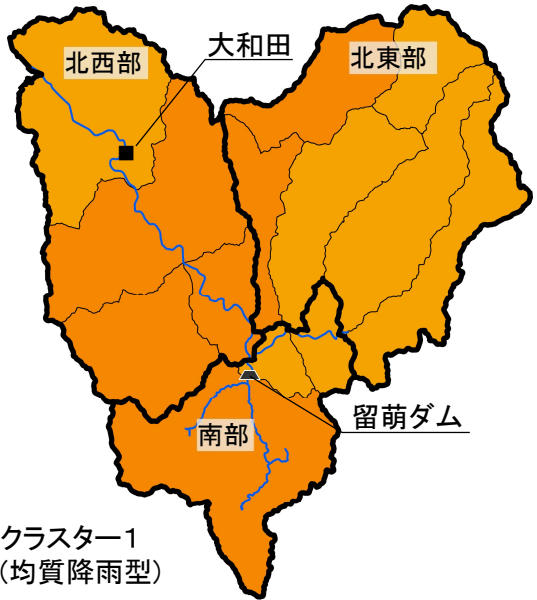 大和田
北西部
北東部
留萌ダム
南部
クラスター1
(均質降雨型)